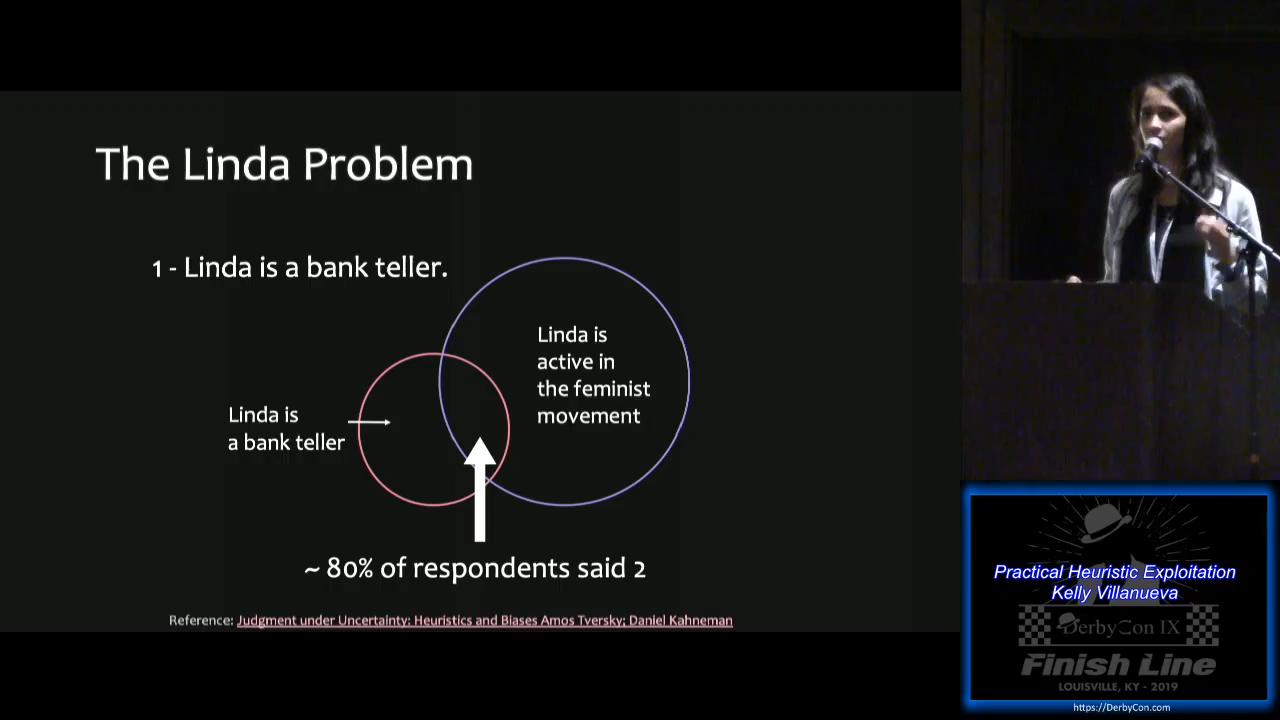 The Linda Problem
1 - Linda is a bank teller.
Linda is
active in
the feminist
movement
Linda is
a bank teller
~ 80% of respondents said 2
Reference: Judgment under Uncertainty: Heuristics and Biases Amos Tversky; Daniel Kahneman
Practical Heuristic Exploitation
Kelly Villanueva
DerbyCon IX
Finish Line
LOUISVILLE, KY - 2019
https://DerbyCon.com